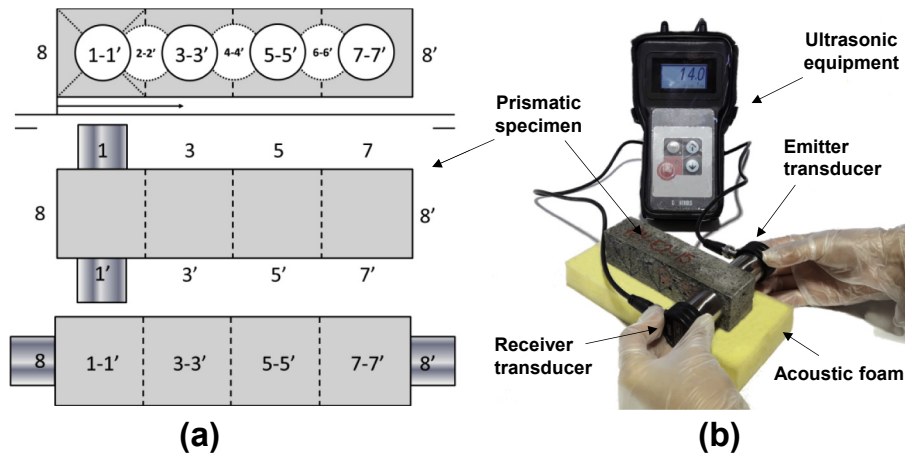 8 1-1' 2-2' 3-3' 4-4' 5-5' 6-6' 7-7' 8'
1 3 5 7
8 8'
1' 3' 5' 7'
8 1-1' 3-3' 5-5' 7-7' 8'
(a)
Prismatic
specimen
Ultrasonic
equipment
14.0
Emitter
transducer
Receiver
transducer
Acoustic foam
(b)